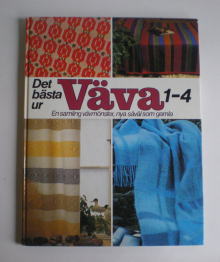 Det
bästa
ur
Väva 1-4
En samling vävmönster, nya såväl som gamla